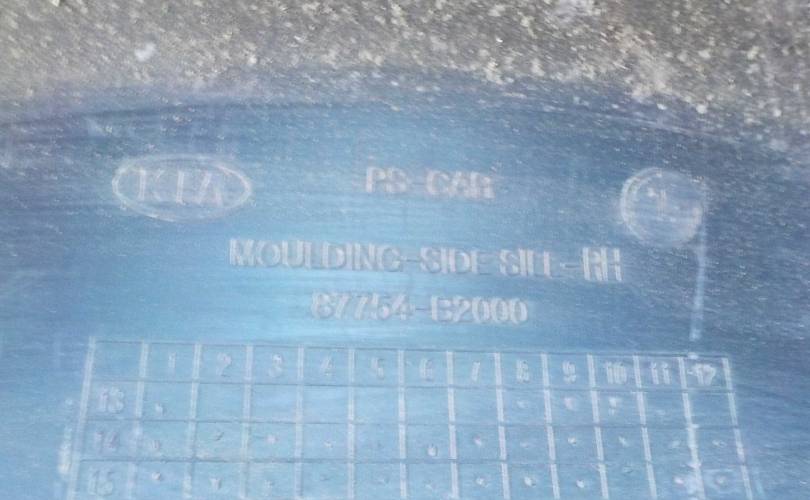 KIA PS-CAR
MOULDING-SIDE SILL-RH
87754-B2000
1 2 3 4 5 6 7 8 9 10 11 12
13
14
15